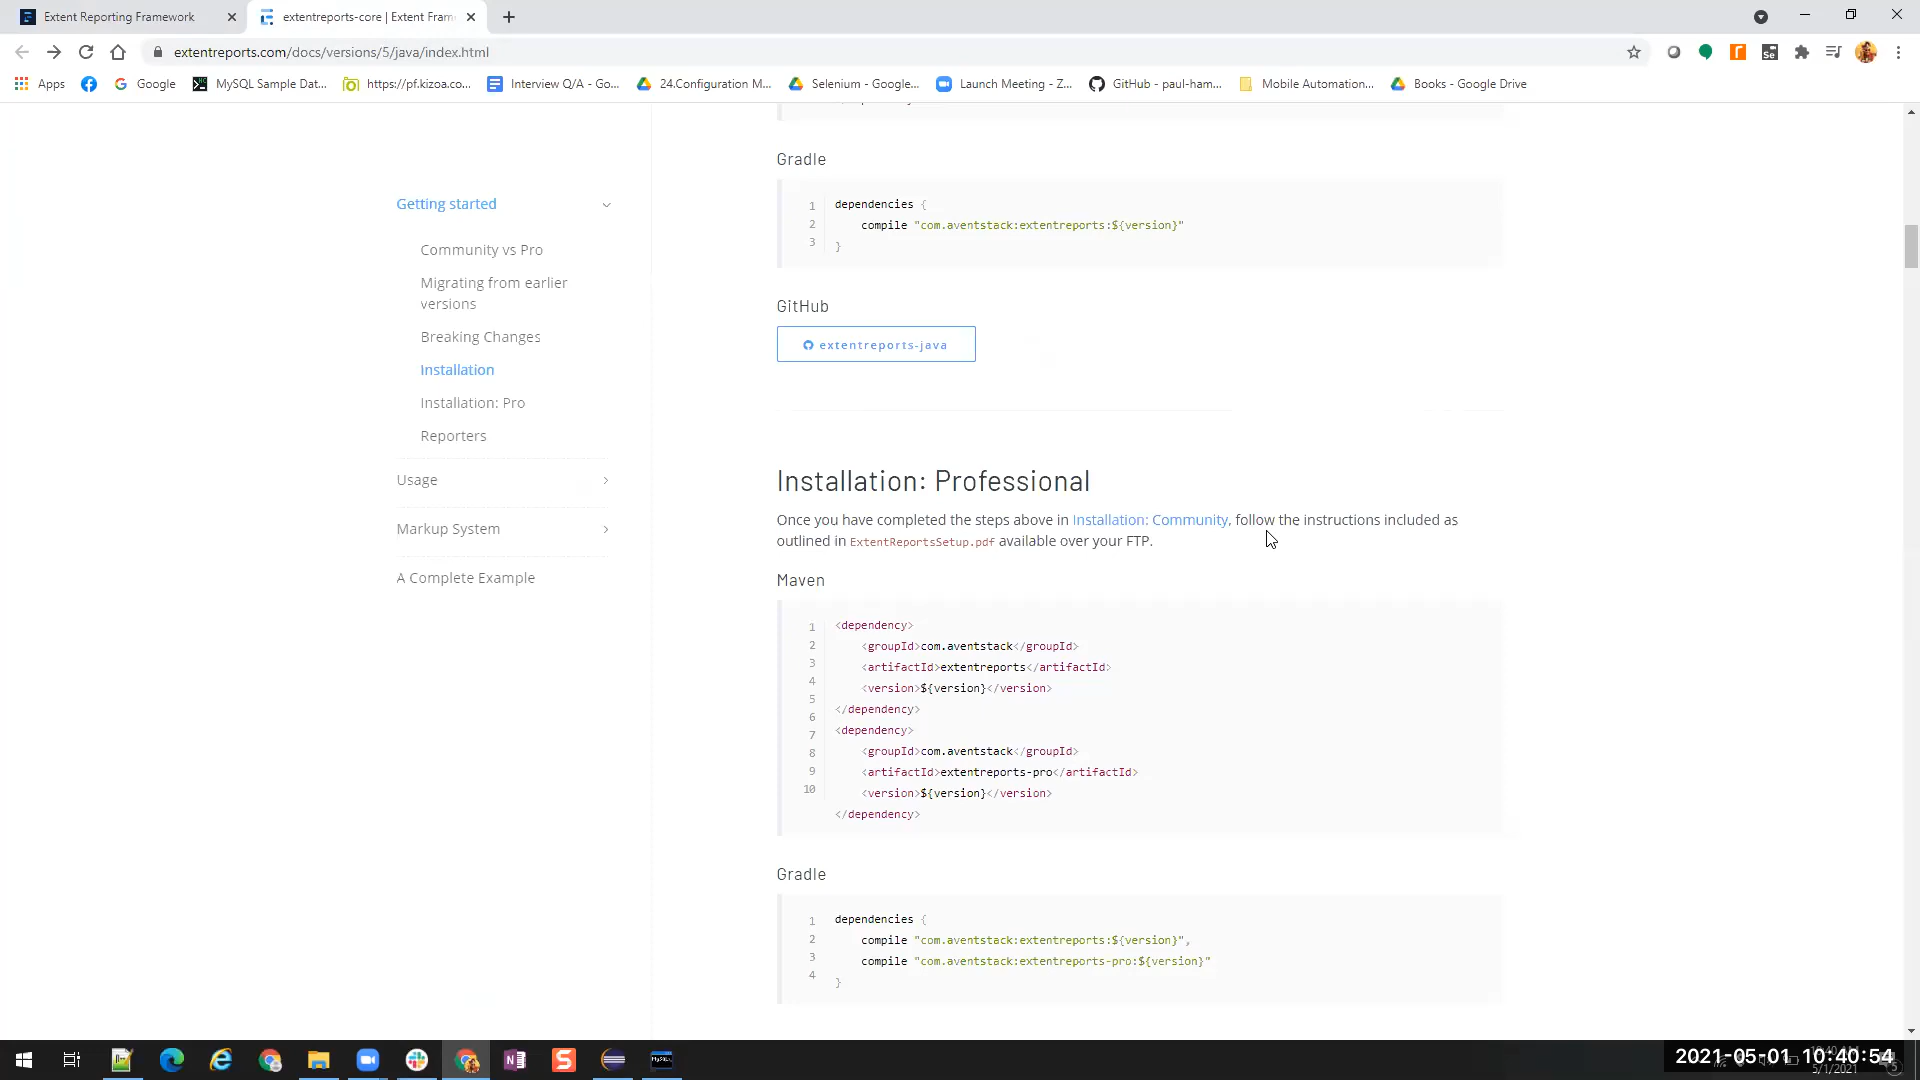 Extent Reporting Framework
extentreports-core | Extent Fram
extentreports.com/docs/versions/5/java/index.html
Apps
Google
MySQL Sample Dat...
https://pf.kizoa.co...
Interview Q/A - Go...
24.Configuration M...
Selenium - Google...
Launch Meeting - Z...
GitHub - paul-ham...
Mobile Automation...
Books - Google Drive
Getting started
Community vs Pro
Migrating from earlier
versions
Breaking Changes
Installation
Installation: Pro
Reporters
Usage
Markup System
A Complete Example
Gradle
1 dependencies {
2 compile "com.aventstack:extentreports:${version}"
3 }
GitHub
extentreports-java
Installation: Professional
Once you have completed the steps above in Installation: Community, follow the instructions included as
outlined in ExtentReportsSetup.pdf available over your FTP.
Maven
1 <dependency>
2 <groupId>com.aventstack</groupId>
3 <artifactId>extentreports</artifactId>
4 <version>${version}</version>
5 </dependency>
6 <dependency>
7 <groupId>com.aventstack</groupId>
8 <artifactId>extentreports-pro</artifactId>
9 <version>${version}</version>
10 </dependency>
Gradle
1 dependencies {
2 compile "com.aventstack:extentreports:${version}",
3 compile "com.aventstack:extentreports-pro:${version}"
4 }
2021-05-01 10:40:54
5/1/2021